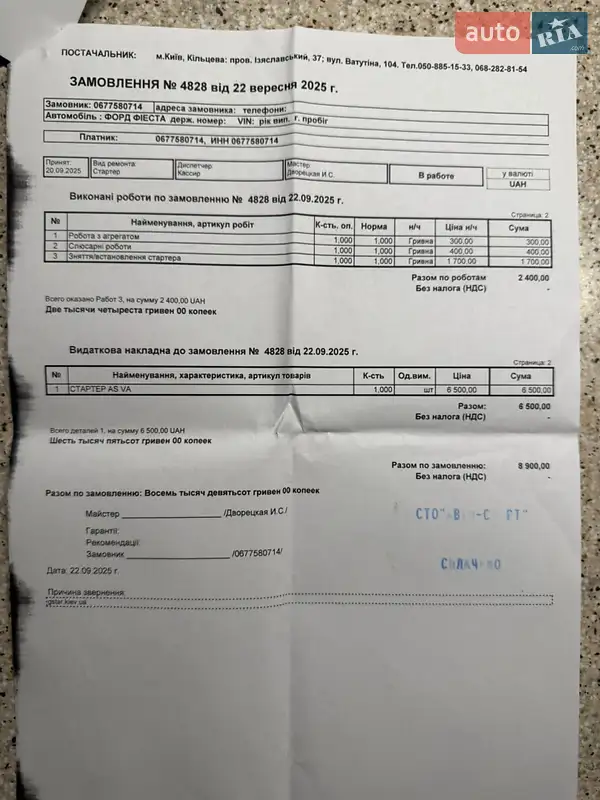 auto RIA .com
ПОСТАЧАЛЬНИК: м.Київ, Кільцева: пров. Ізяславський, 37; вул. Ватутіна, 104. Тел.050-885-15-33, 068-282-81-54
ЗАМОВЛЕННЯ № 4828 від 22 вересня 2025 г.
Замовник: 0677580714 адреса замовника: телефони:
Автомобіль : ФОРД ФІЕСТА держ. номер: VIN: рік вип. г. пробіг
Платник: 0677580714, ИНН 0677580714
Принят: 20.09.2025 Вид ремонта: Стартер Диспетчер Кассир Мастер Дворецкая И.С. В работе у валюті UAH
Виконані роботи по замовленню № 4828 від 22.09.2025 г.
Страница: 2
№ Найменування, артикул робіт К-сть. оп. Норма н/ч Ціна н/ч Сума
1 Робота з агрегатом 1,000 1,000 Гривна 300,00 300,00
2 Слюсарні роботи 1,000 1,000 Гривна 400,00 400,00
3 Зняття/встановлення стартера 1,000 1,000 Гривна 1 700,00 1 700,00
Разом по роботам 2 400,00
Без налога (НДС) -
Всего оказано Работ 3, на сумму 2 400,00 UAH
Две тысячи четыреста гривен 00 копеек
Видаткова накладна до замовлення № 4828 від 22.09.2025 г.
Страница: 2
№ Найменування, характеристика, артикул товарів К-сть Од.вим. Ціна Сума
1 СТАРТЕР AS VA 1,000 шт 6 500,00 6 500,00
Разом: 6 500,00
Без налога (НДС) -
Всего деталей 1, на сумму 6 500,00 UAH
Шесть тысяч пятьсот гривен 00 копеек
Разом по замовленню: 8 900,00
Без налога (НДС) -
Разом по замовленню: Восемь тысяч девятьсот гривен 00 копеек
Майстер /Дворецкая И.С./
Гарантії:
Рекомендації:
Замовник /0677580714/
Дата: 22.09.2025 г.
Причина звернення: